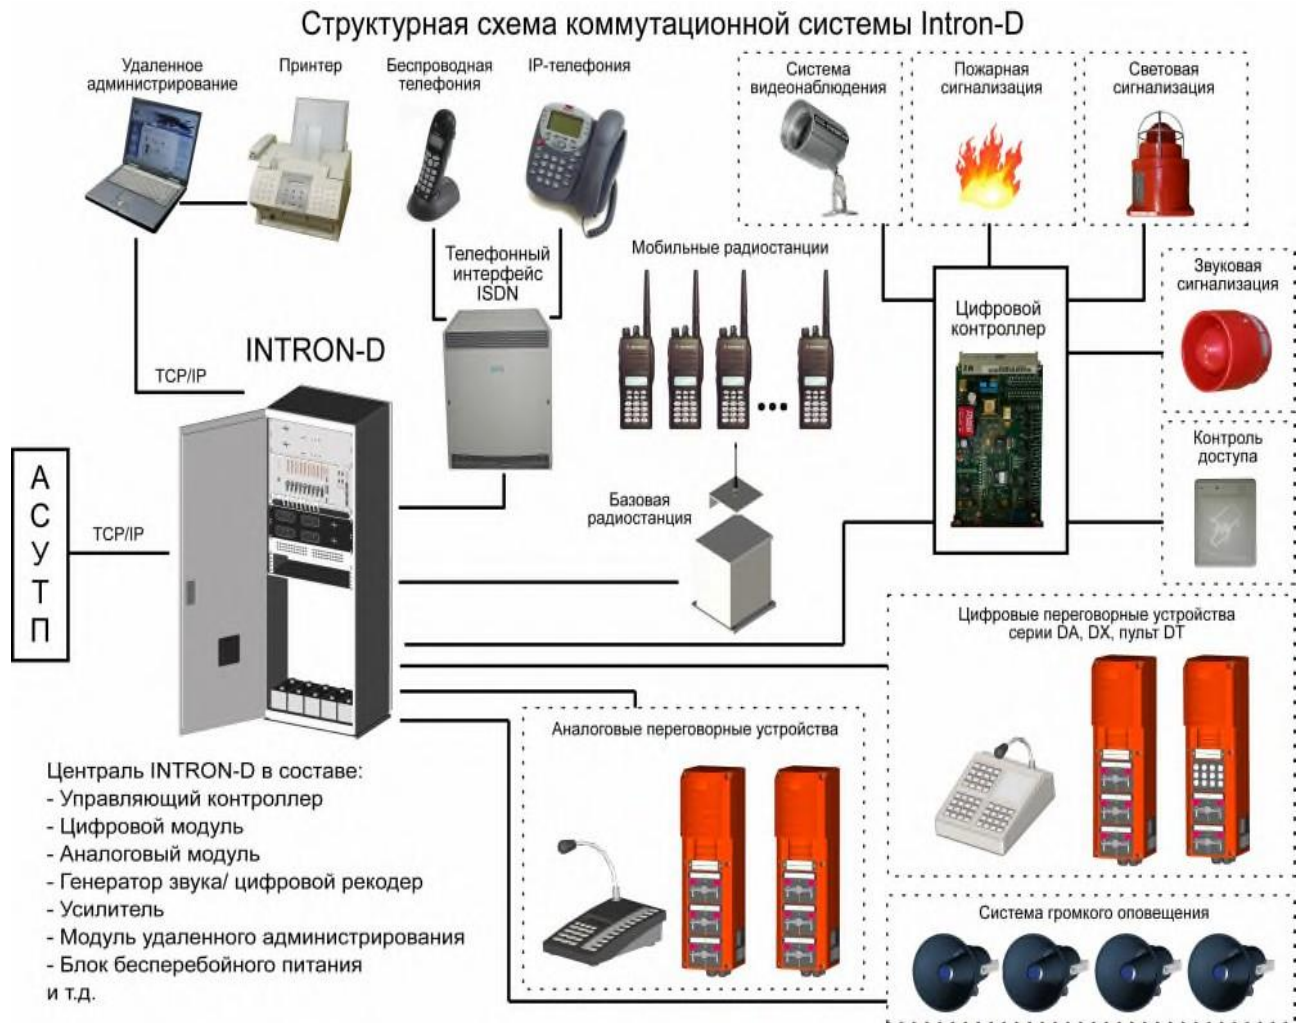 Структурная схема коммутационной системы Intron-D
Удаленное
администрирование
Принтер
Беспроводная
телефония
IP-телефония
Система
видеонаблюдения
Пожарная
сигнализация
Световая
сигнализация
Телефонный
интерфейс
ISDN
Мобильные радиостанции
Цифровой
контроллер
Звуковая
сигнализация
INTRON-D
TCP/IP
Контроль
доступа
А
С
У
Т
П
TCP/IP
Базовая
радиостанция
...
Цифровые переговорные устройства
серии DA, DX, пульт DT
Аналоговые переговорные устройства
Централь INTRON-D в составе:
- Управляющий контроллер
- Цифровой модуль
- Аналоговый модуль
- Генератор звука/ цифровой рекодер
- Усилитель
- Модуль удаленного администрирования
- Блок бесперебойного питания
и т.д.
Система громкого оповещения